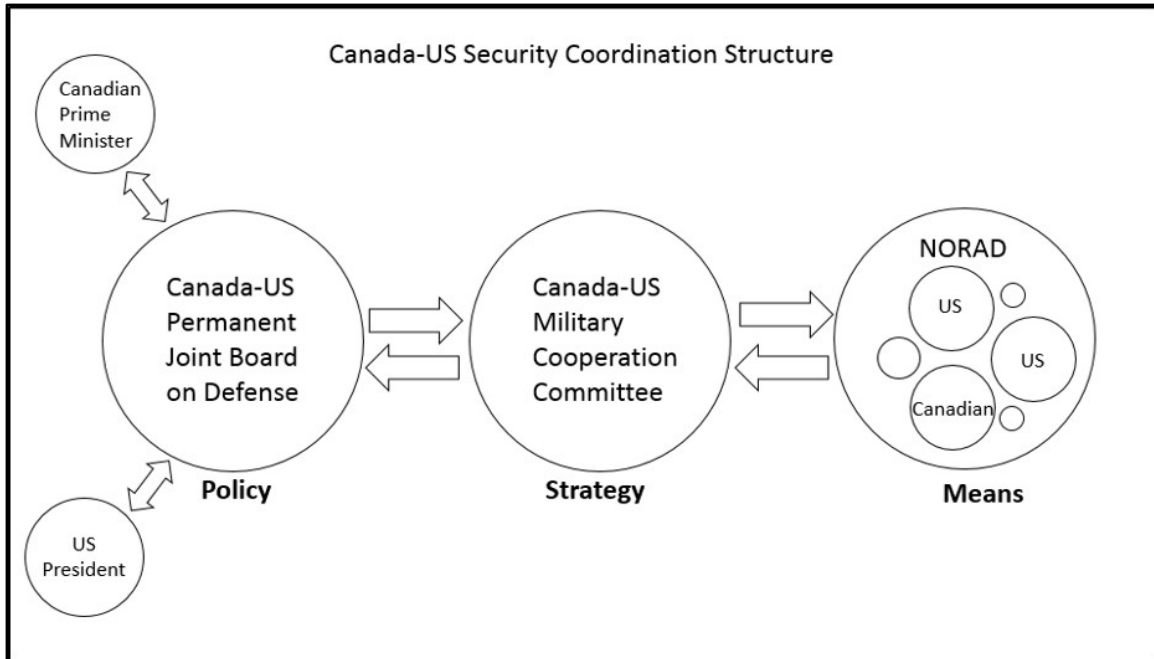 Canada-US Security Coordination Structure
Canadian
Prime
Minister
Canada-US
Permanent
Joint Board
on Defense
Policy
US
President
Canada-US
Military
Cooperation
Committee
Strategy
NORAD
US
US
Canadian
Means